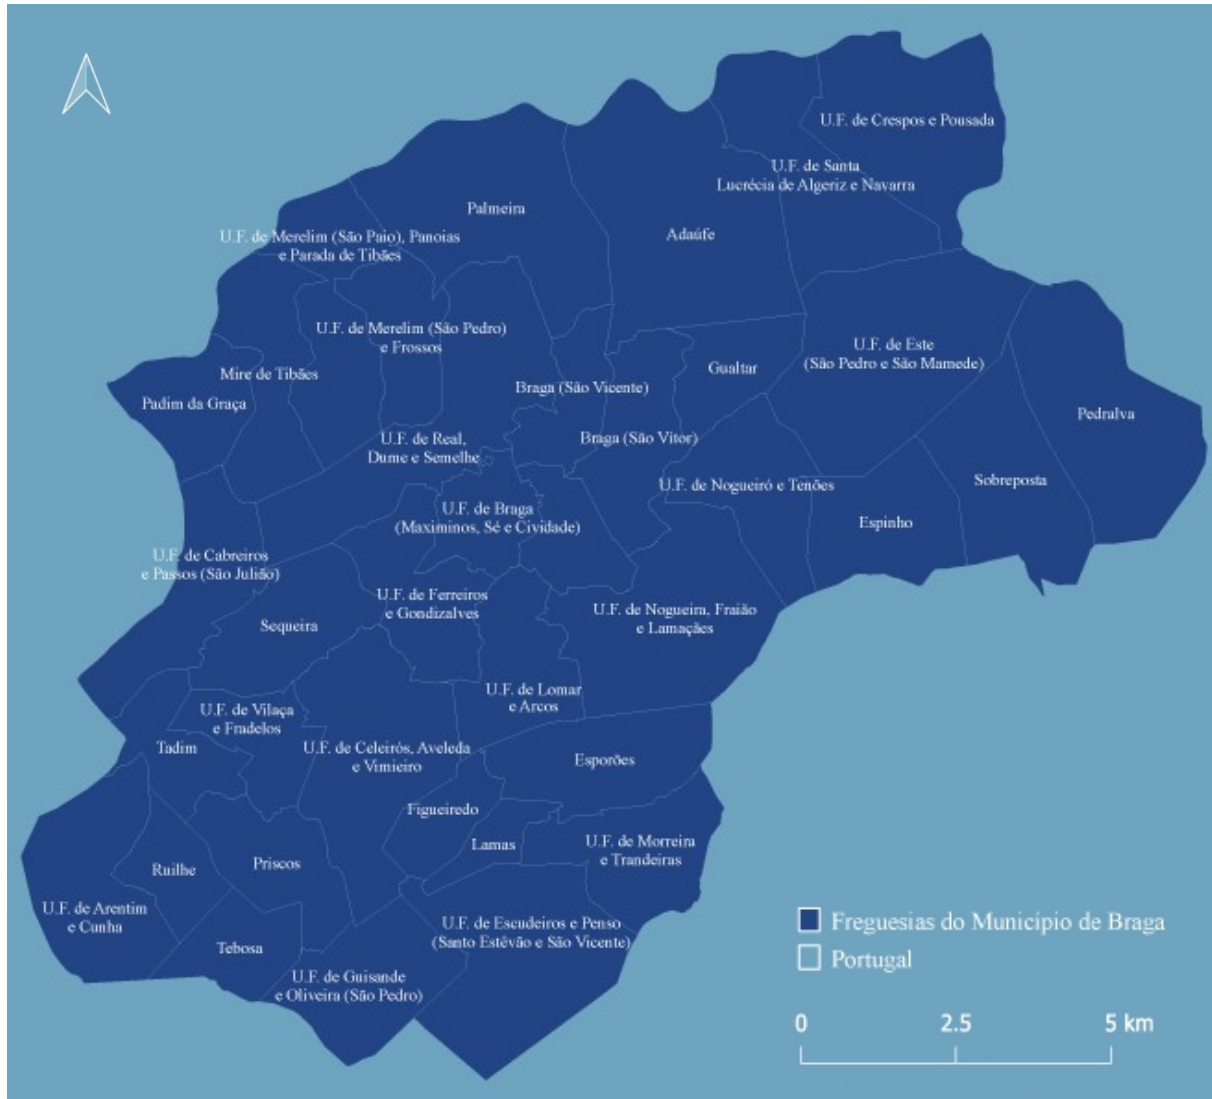 U.F. de Crespos e Pousada
U.F. de Santa
Lucrécia de Algeriz e Navarra
Palmeira
Adaúfe
U.F. de Merelim (São Paio), Panoias
e Parada de Tibães
U.F. de Merelim (São Pedro)
e Frossos
U.F. de Este
(São Pedro e São Mamede)
Gualtar
Mire de Tibães
Braga (São Vicente)
Padim da Graça
Pedralva
U.F. de Real,
Dume e Semelhe
Braga (São Vítor)
Sobreposta
U.F. de Nogueiró e Tenões
U.F. de Braga
(Maximinos, Sé e Cividade)
Espinho
U.F. de Cabreiros
e Passos (São Julião)
U.F. de Ferreiros
e Gondizalves
U.F. de Nogueira, Fraião
e Lamaçães
Sequeira
U.F. de Lomar
e Arcos
U.F. de Vilaça
e Fradelos
Tadim
U.F. de Celeirós, Aveleda
e Vimieiro
Esporões
Figueiredo
Lamas
U.F. de Morreira
e Trandeiras
Ruilhe
Priscos
U.F. de Arentim
e Cunha
U.F. de Escudeiros e Penso
(Santo Estêvão e São Vicente)
Tebosa
U.F. de Guisande
e Oliveira (São Pedro)
Freguesias do Município de Braga
Portugal
0 2.5 5 km